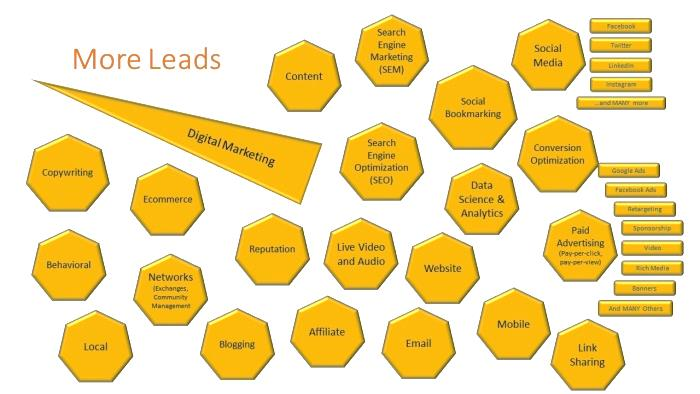 More Leads
Digital Marketing
Content
Search
Engine
Marketing
(SEM)
Social
Media
Facebook
Twitter
LinkedIn
Instagram
...and MANY more
Social
Bookmarking
Search
Engine
Optimization
(SEO)
Conversion
Optimization
Copywriting
Ecommerce
Data
Science &
Analytics
Google Ads
Facebook Ads
Retargeting
Sponsorship
Video
Rich Media
Banners
And MANY Others
Paid
Advertising
(Pay-per-click,
pay-per-view)
Behavioral
Networks
(Exchanges,
Community
Management
Reputation
Live Video
and Audio
Website
Local
Blogging
Affiliate
Email
Mobile
Link
Sharing